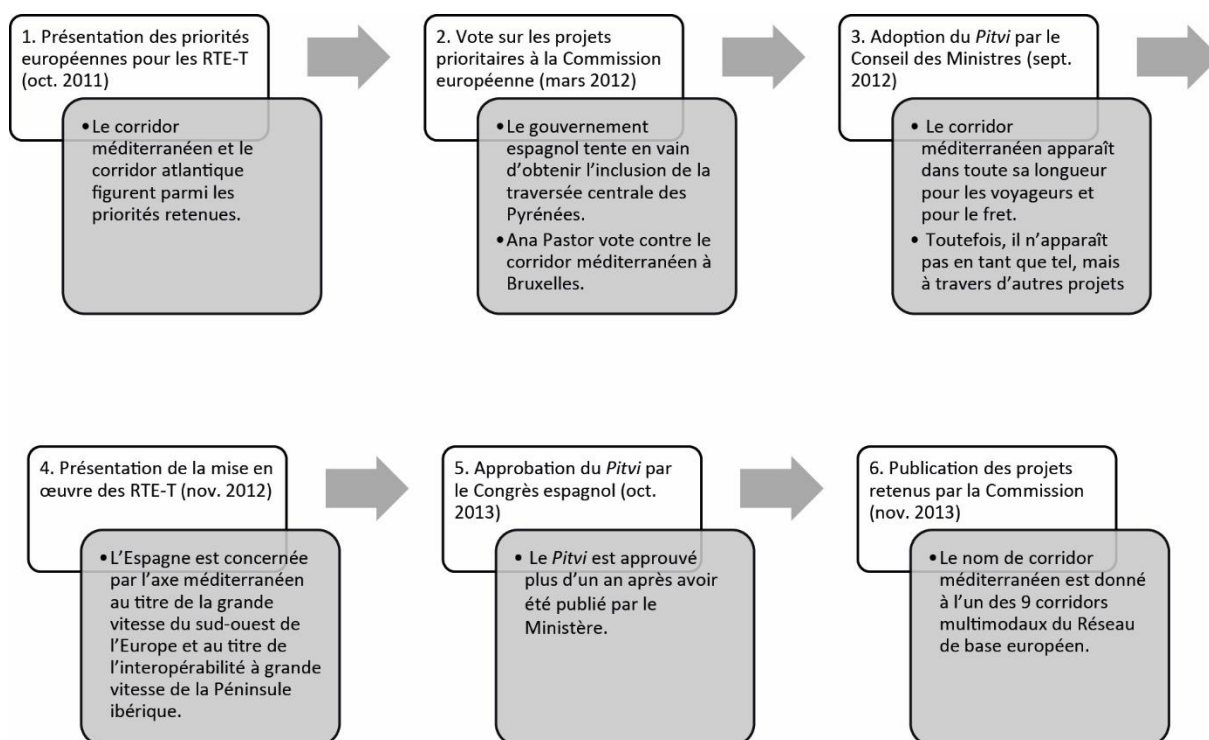 1. Présentation des priorités
européennes pour les RTE-T
(oct. 2011)
•Le corridor
méditerranéen et le
corridor atlantique
figurent parmi les
priorités retenues.
2. Vote sur les projets
prioritaires à la Commission
européenne (mars 2012)
•Le gouvernement
espagnol tente en vain
d'obtenir l'inclusion de la
traversée centrale des
Pyrénées.
•Ana Pastor vote contre le
corridor méditerranéen à
Bruxelles.
3. Adoption du Pitvi par le
Conseil des Ministres (sept.
2012)
• Le corridor
méditerranéen apparaît
dans toute sa longueur
pour les voyageurs et
pour le fret.
• Toutefois, il n'apparaît
pas en tant que tel, mais
à travers d'autres projets
4. Présentation de la mise en
œuvre des RTE-T (nov. 2012)
•L'Espagne est concernée
par l'axe méditerranéen
au titre de la grande
vitesse du sud-ouest de
l'Europe et au titre de
l'interopérabilité à grande
vitesse de la Péninsule
ibérique.
5. Approbation du Pitvi par
le Congrès espagnol (oct.
2013)
• Le Pitvi est approuvé
plus d'un an après avoir
été publié par le
Ministère.
6. Publication des projets
retenus par la Commission
(nov. 2013)
•Le nom de corridor
méditerranéen est donné
à l'un des 9 corridors
multimodaux du Réseau
de base européen.